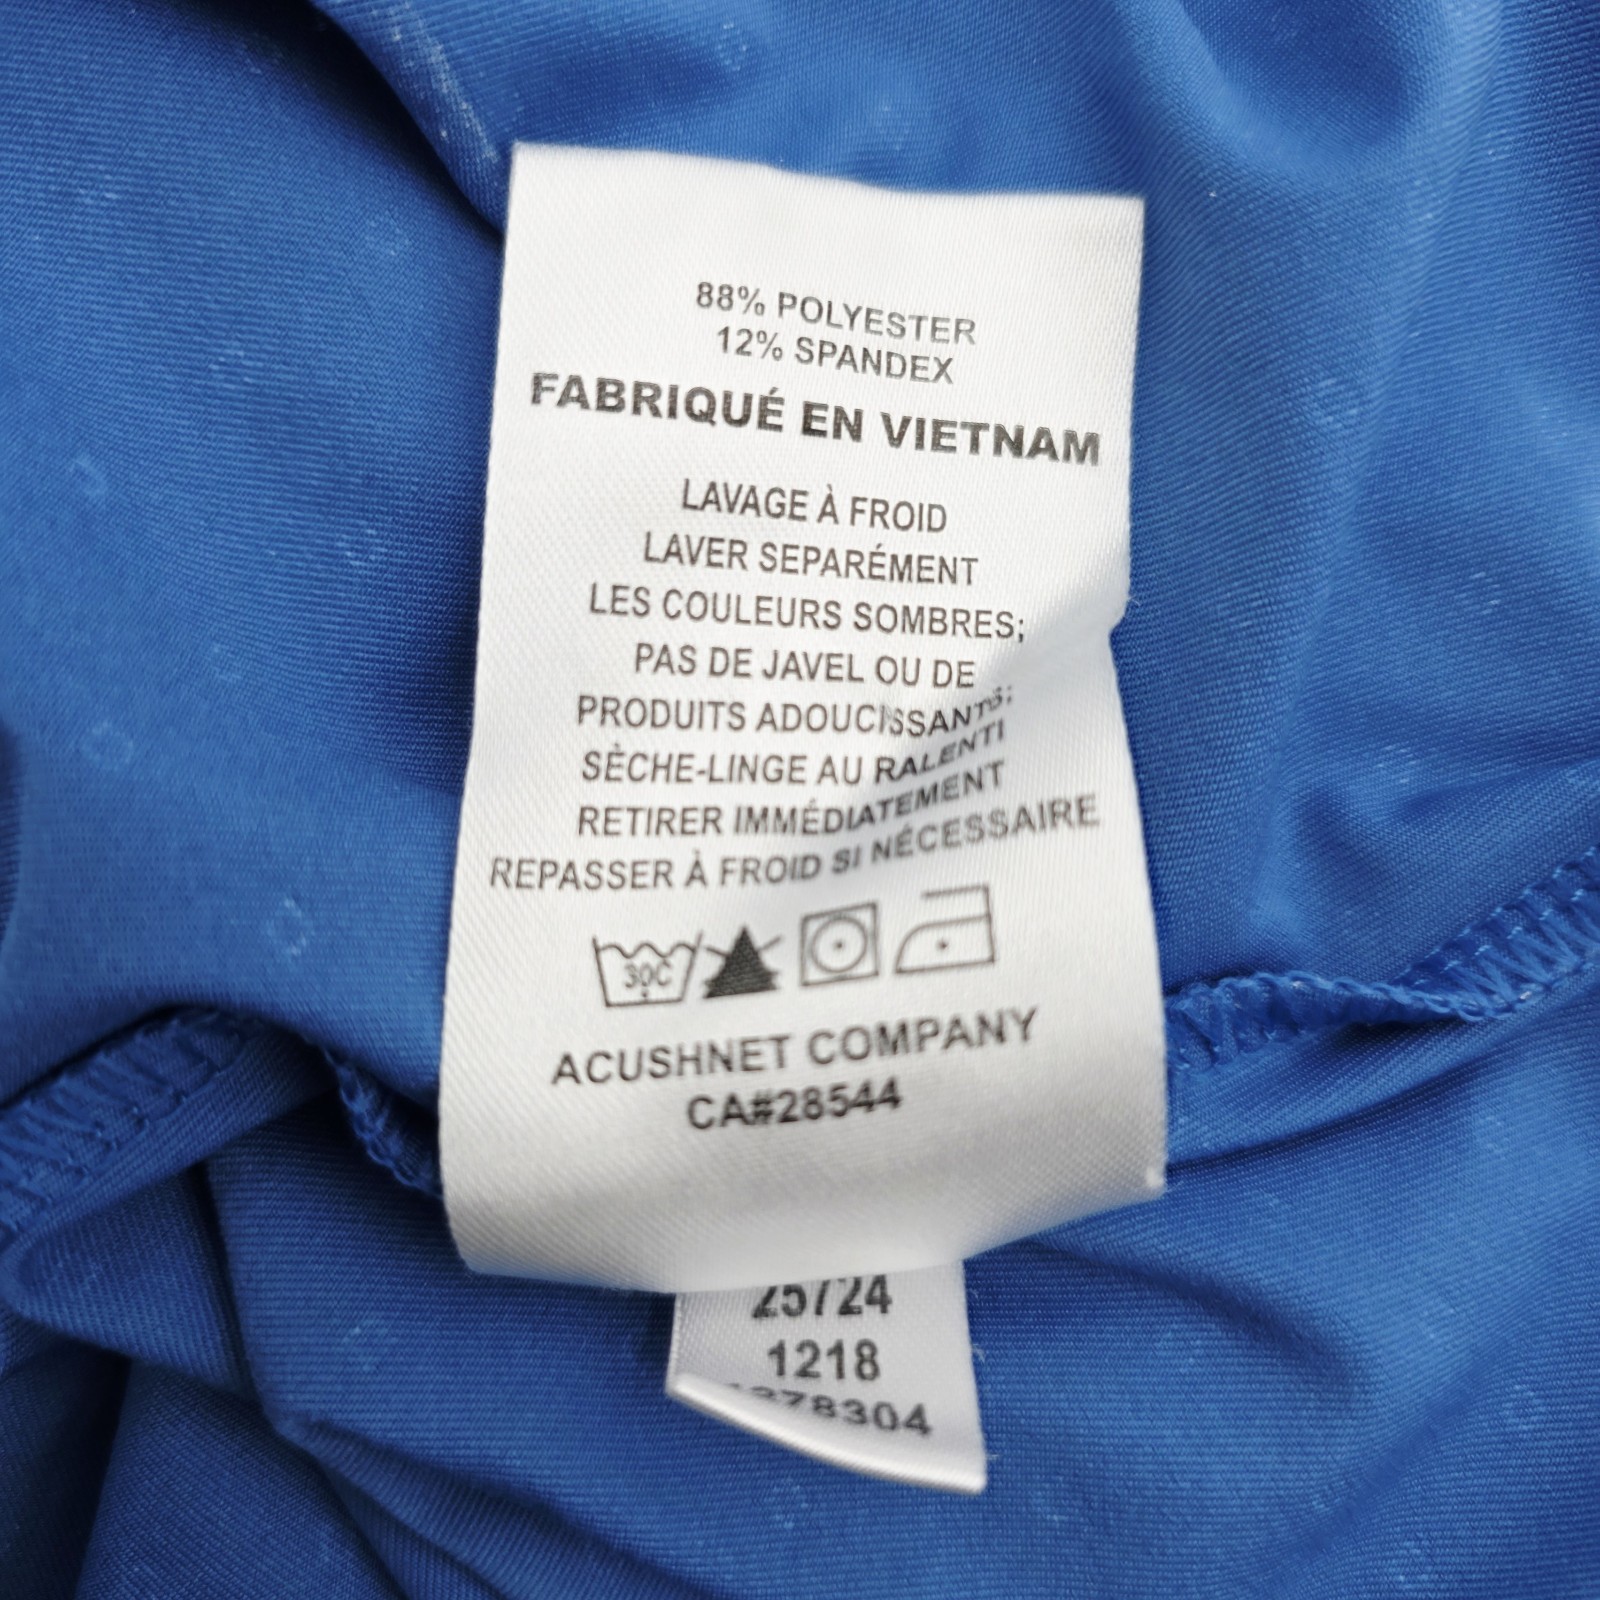 88% POLYESTER
12% SPANDEX
FABRIQUÉ EN VIETNAM
LAVAGE À FROID
LAVER SEPARÉMENT
LES COULEURS SOMBRES;
PAS DE JAVEL OU DE
PRODUITS ADOUCISSANTS;
SÈCHE-LINGE AU RALENTI
RETIRER IMMÉDIATEMENT
REPASSER À FROID SI NÉCESSAIRE
30C
ACUSHNET COMPANY
CA#28544
25724
1218